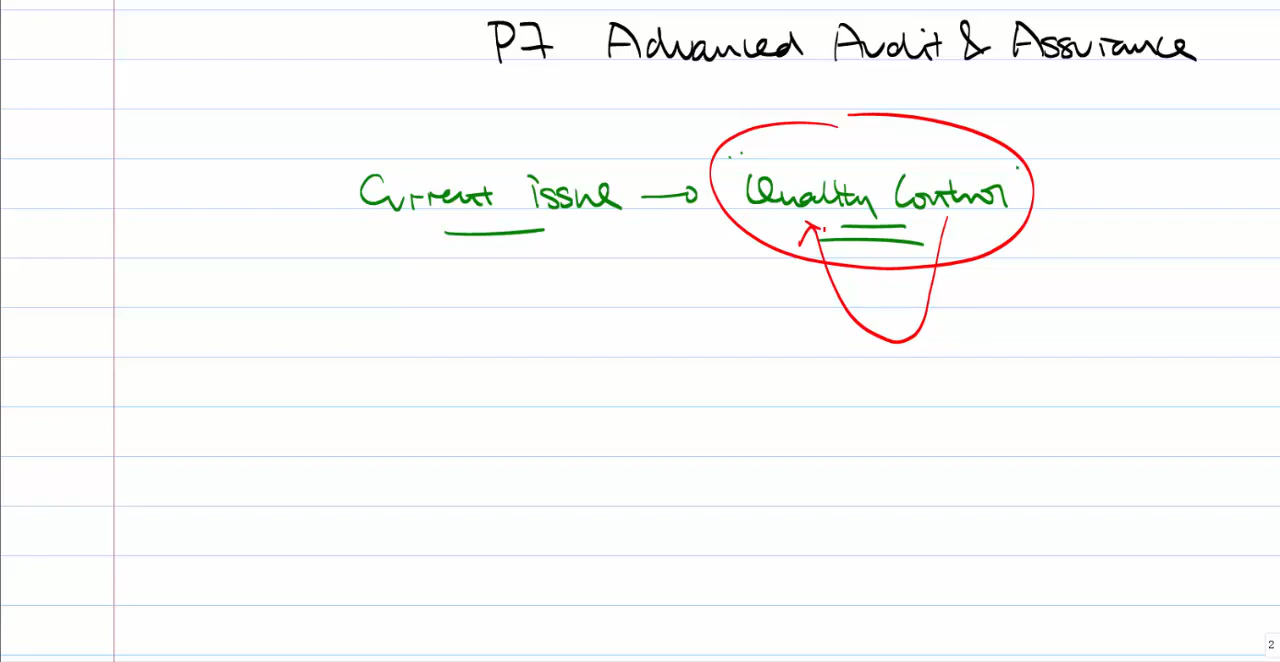 P7 Advanced Audit & Assurance
Current issue → Quality Control
2